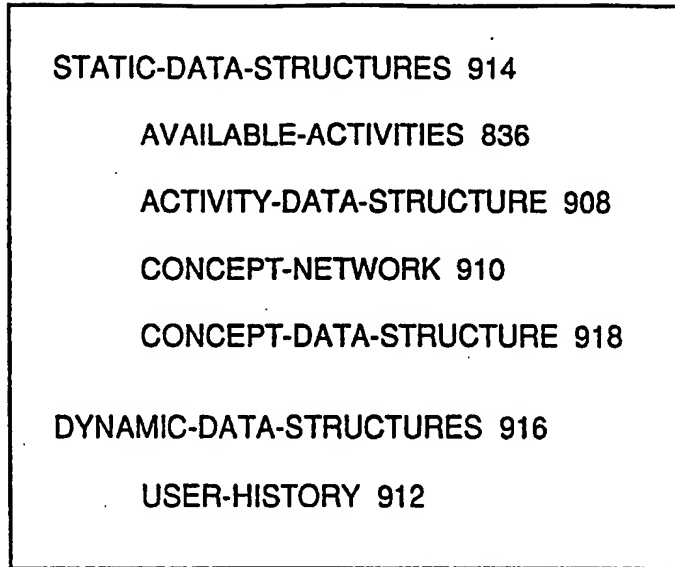 STATIC-DATA-STRUCTURES 914
AVAILABLE-ACTIVITIES 836
ACTIVITY-DATA-STRUCTURE 908
CONCEPT-NETWORK 910
CONCEPT-DATA-STRUCTURE 918
DYNAMIC-DATA-STRUCTURES 916
USER-HISTORY 912